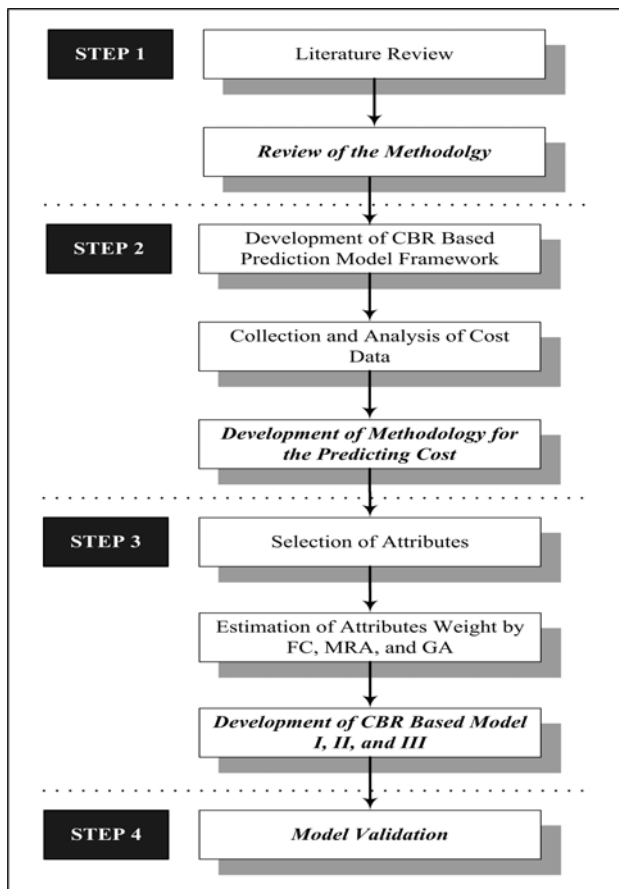 STEP 1
Literature Review
Review of the Methodolgy
STEP 2
Development of CBR Based
Prediction Model Framework
Collection and Analysis of Cost
Data
Development of Methodology for
the Predicting Cost
STEP 3
Selection of Attributes
Estimation of Attributes Weight by
FC, MRA, and GA
Development of CBR Based Model
I, II, and III
STEP 4
Model Validation